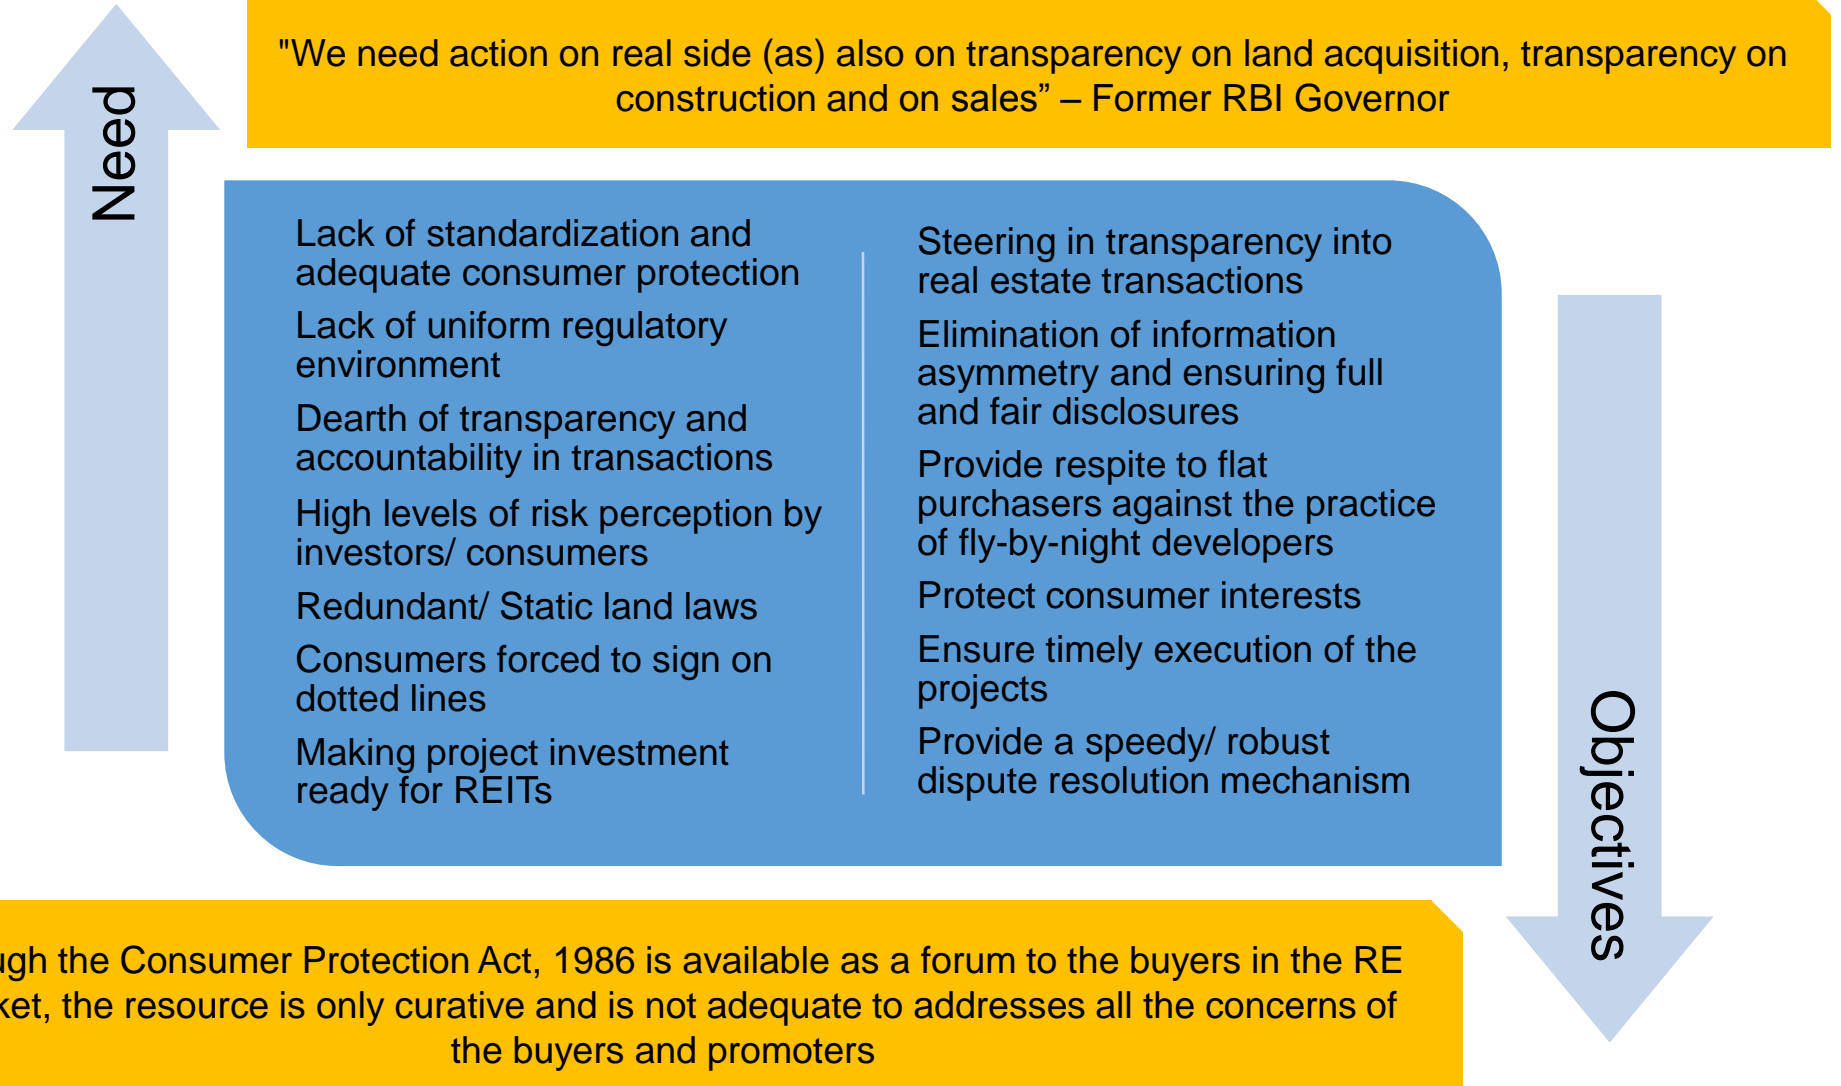 Need
"We need action on real side (as) also on transparency on land acquisition, transparency on
construction and on sales” – Former RBI Governor
Lack of standardization and
adequate consumer protection
Lack of uniform regulatory
environment
Dearth of transparency and
accountability in transactions
High levels of risk perception by
investors/ consumers
Redundant/ Static land laws
Consumers forced to sign on
dotted lines
Making project investment
ready for REITs
Steering in transparency into
real estate transactions
Elimination of information
asymmetry and ensuring full
and fair disclosures
Provide respite to flat
purchasers against the practice
of fly-by-night developers
Protect consumer interests
Ensure timely execution of the
projects
Provide a speedy/ robust
dispute resolution mechanism
Objectives
the Consumer Protection Act, 1986 is available as a forum to the buyers in the RE
the resource is only curative and is not adequate to addresses all the concerns of
the buyers and promoters